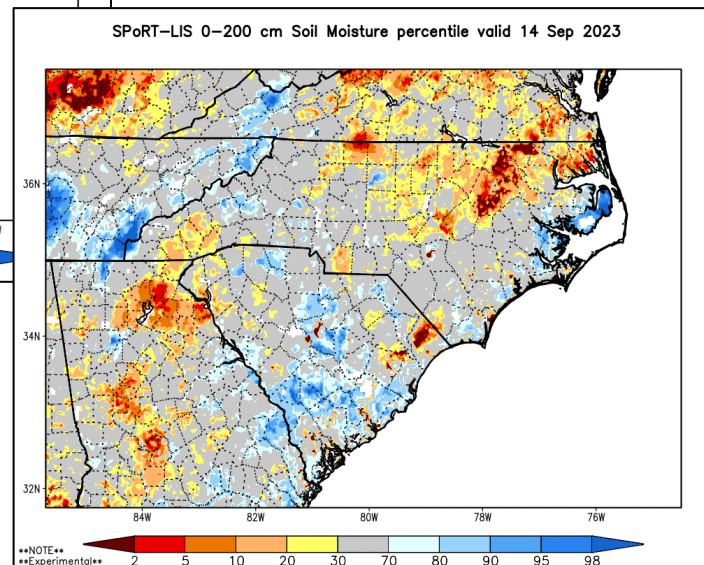 SPoRT-LIS 0-200 cm Soil Moisture percentile valid 14 Sep 2023
36N
34N
32N
84W 82W 80W 78W 76W
**NOTE**
**Experimental** 2 5 10 20 30 70 80 90 95 98